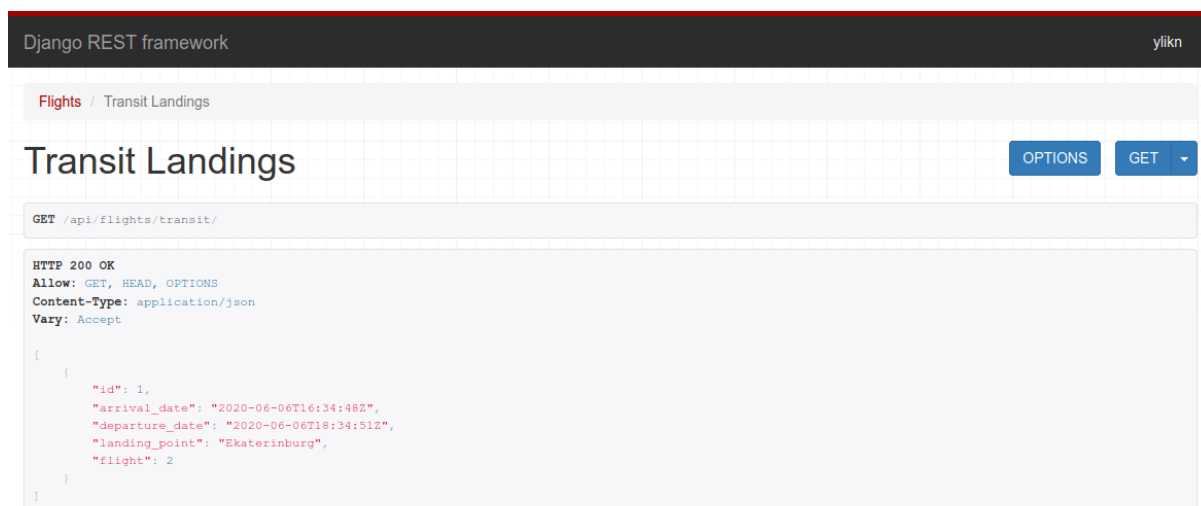 Django REST framework
ylikn
Flights / Transit Landings
Transit Landings
OPTIONS
GET
GET /api/flights/transit/
HTTP 200 OK
Allow: GET, HEAD, OPTIONS
Content-Type: application/json
Vary: Accept
[
    {
        "id": 1,
        "arrival_date": "2020-06-06T16:34:48Z",
        "departure_date": "2020-06-06T18:34:51Z",
        "landing_point": "Ekaterinburg",
        "flight": 2
    }
]